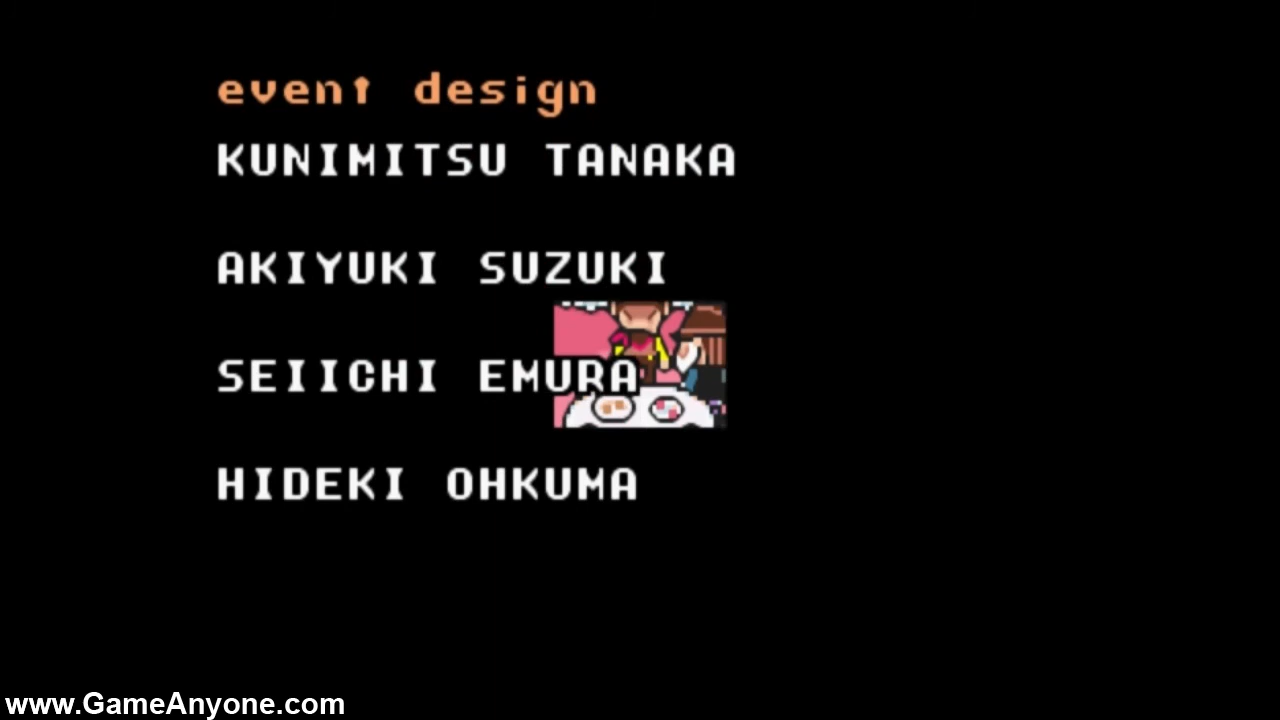 event design
KUNIMITSU TANAKA
AKIYUKI SUZUKI
SEIICHI EMURA
HIDEKI OHKUMA
www.GameAnyone.com